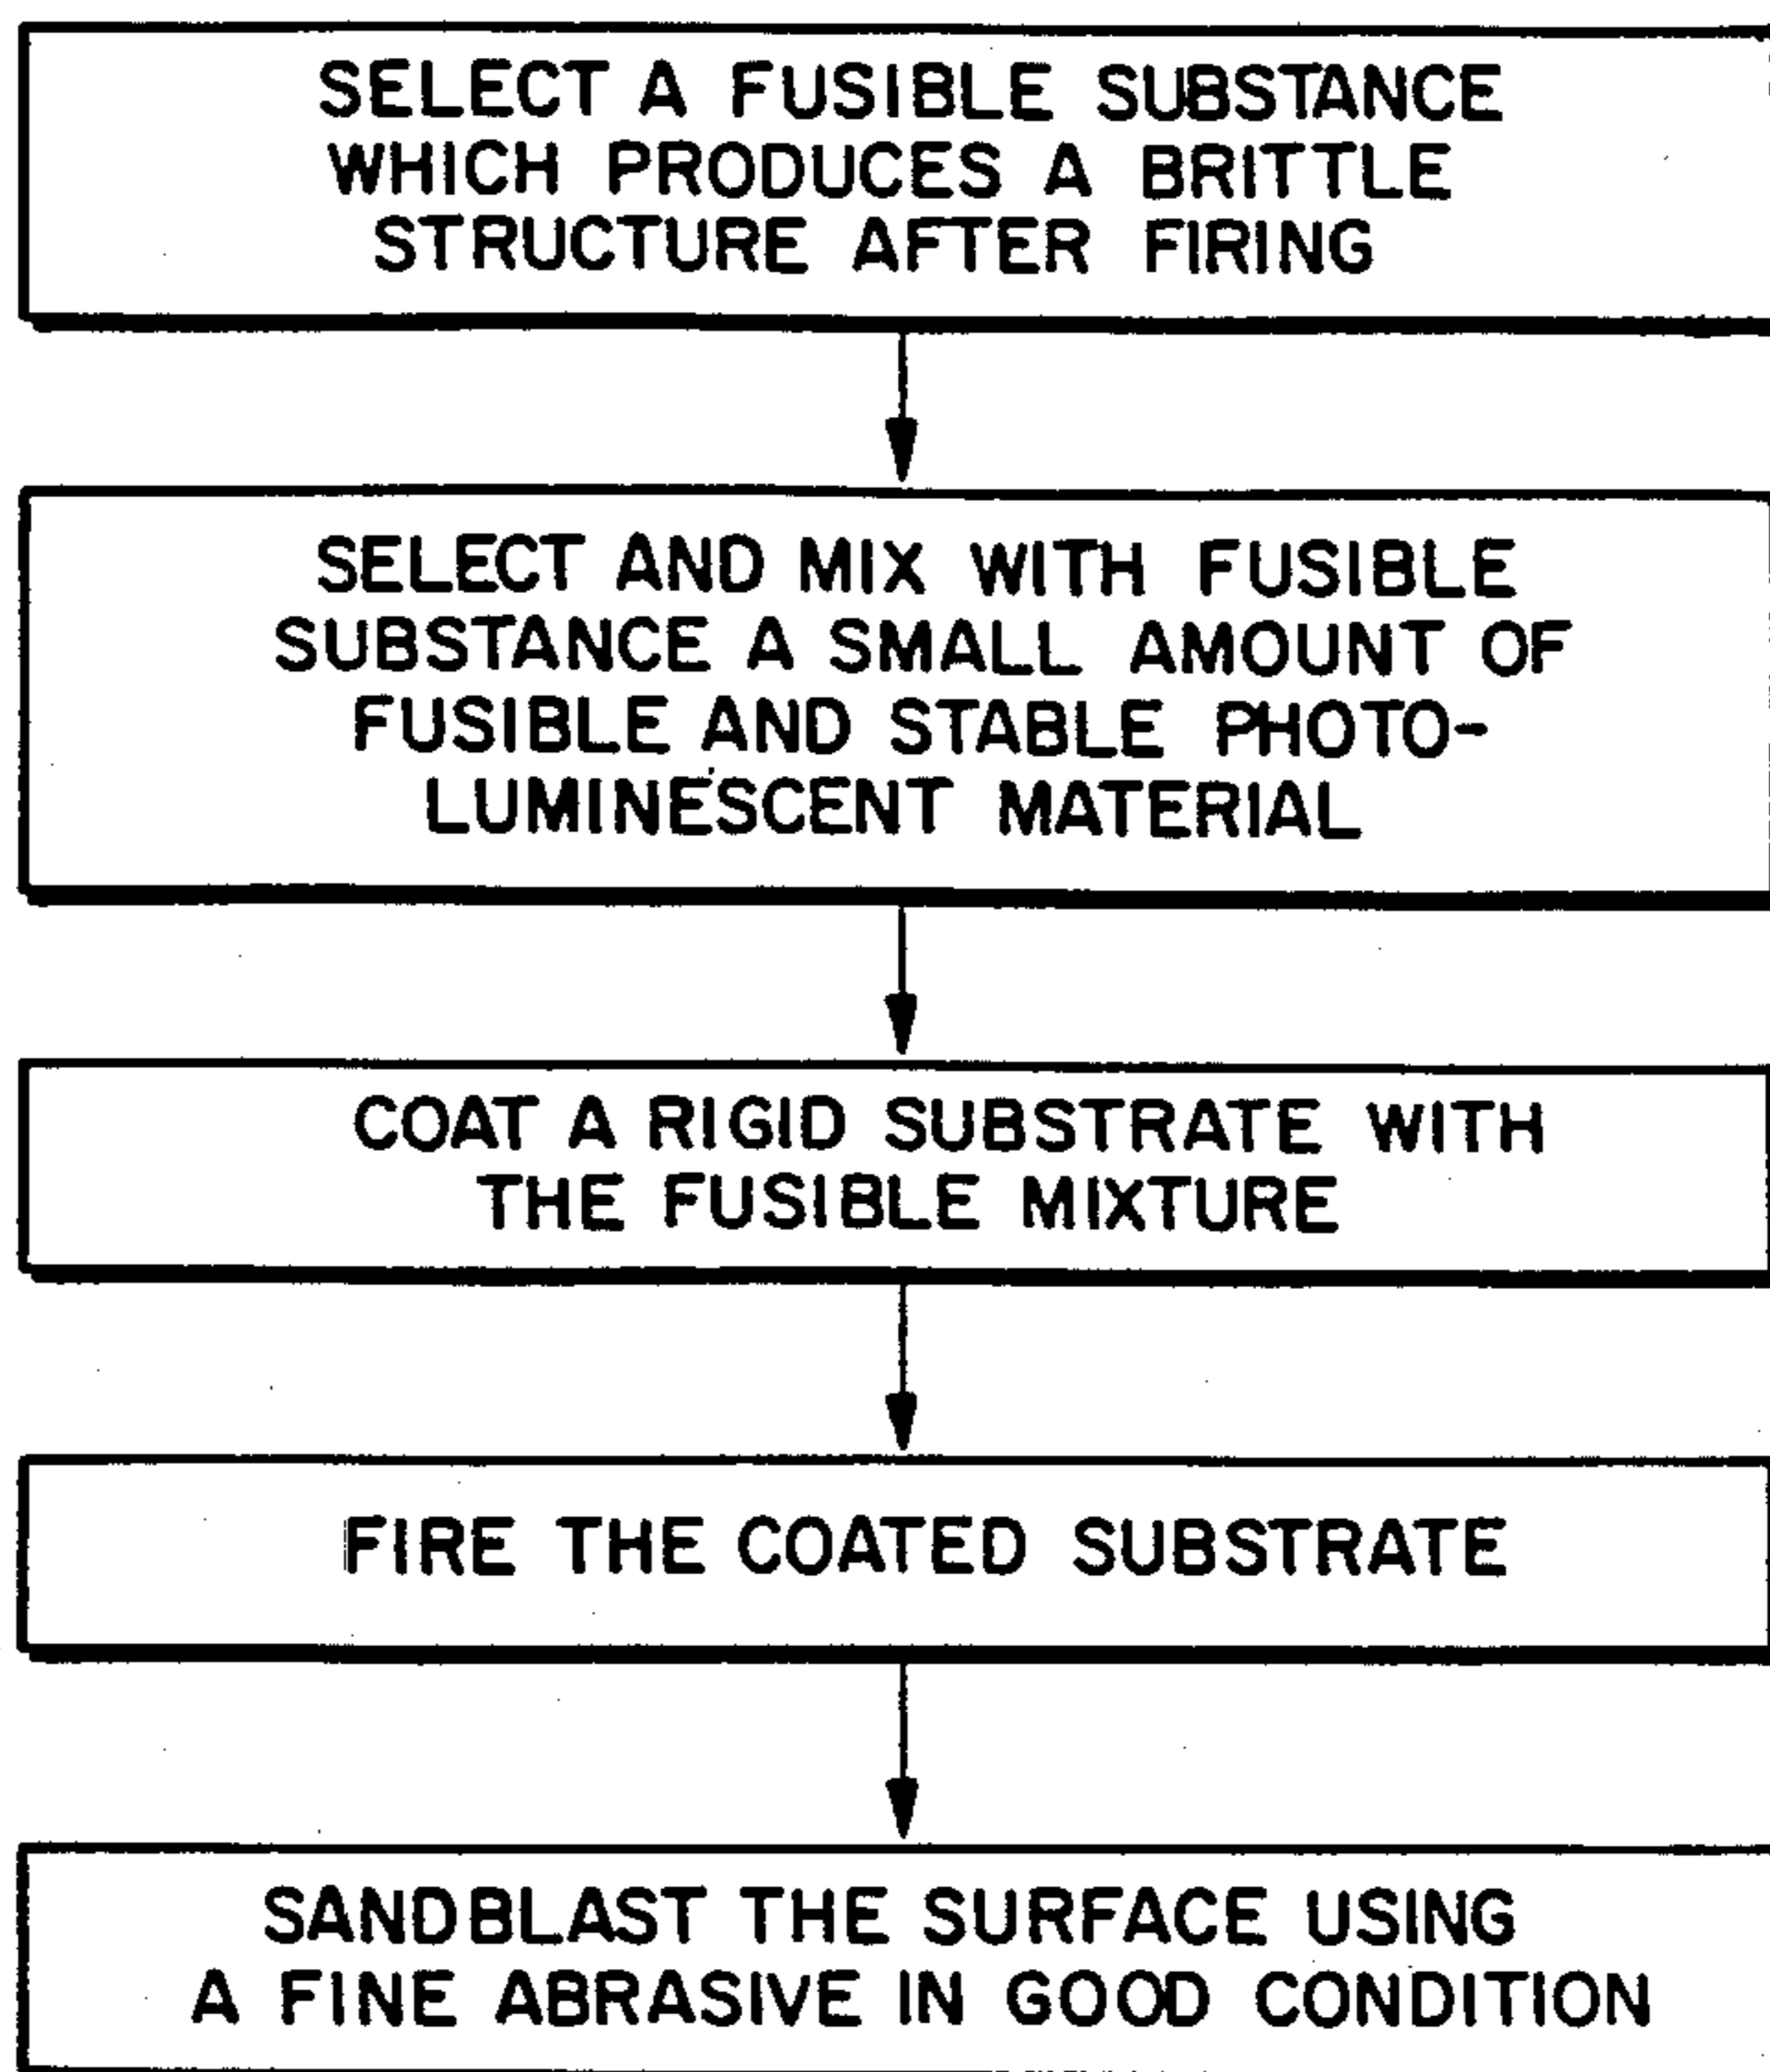 SELECT A FUSIBLE SUBSTANCE
WHICH PRODUCES A BRITTLE
STRUCTURE AFTER FIRING
SELECT AND MIX WITH FUSIBLE
SUBSTANCE A SMALL AMOUNT OF
FUSIBLE AND STABLE PHOTO-
LUMINESCENT MATERIAL
COAT A RIGID SUBSTRATE WITH
THE FUSIBLE MIXTURE
FIRE THE COATED SUBSTRATE
SANDBLAST THE SURFACE USING
A FINE ABRASIVE IN GOOD CONDITION